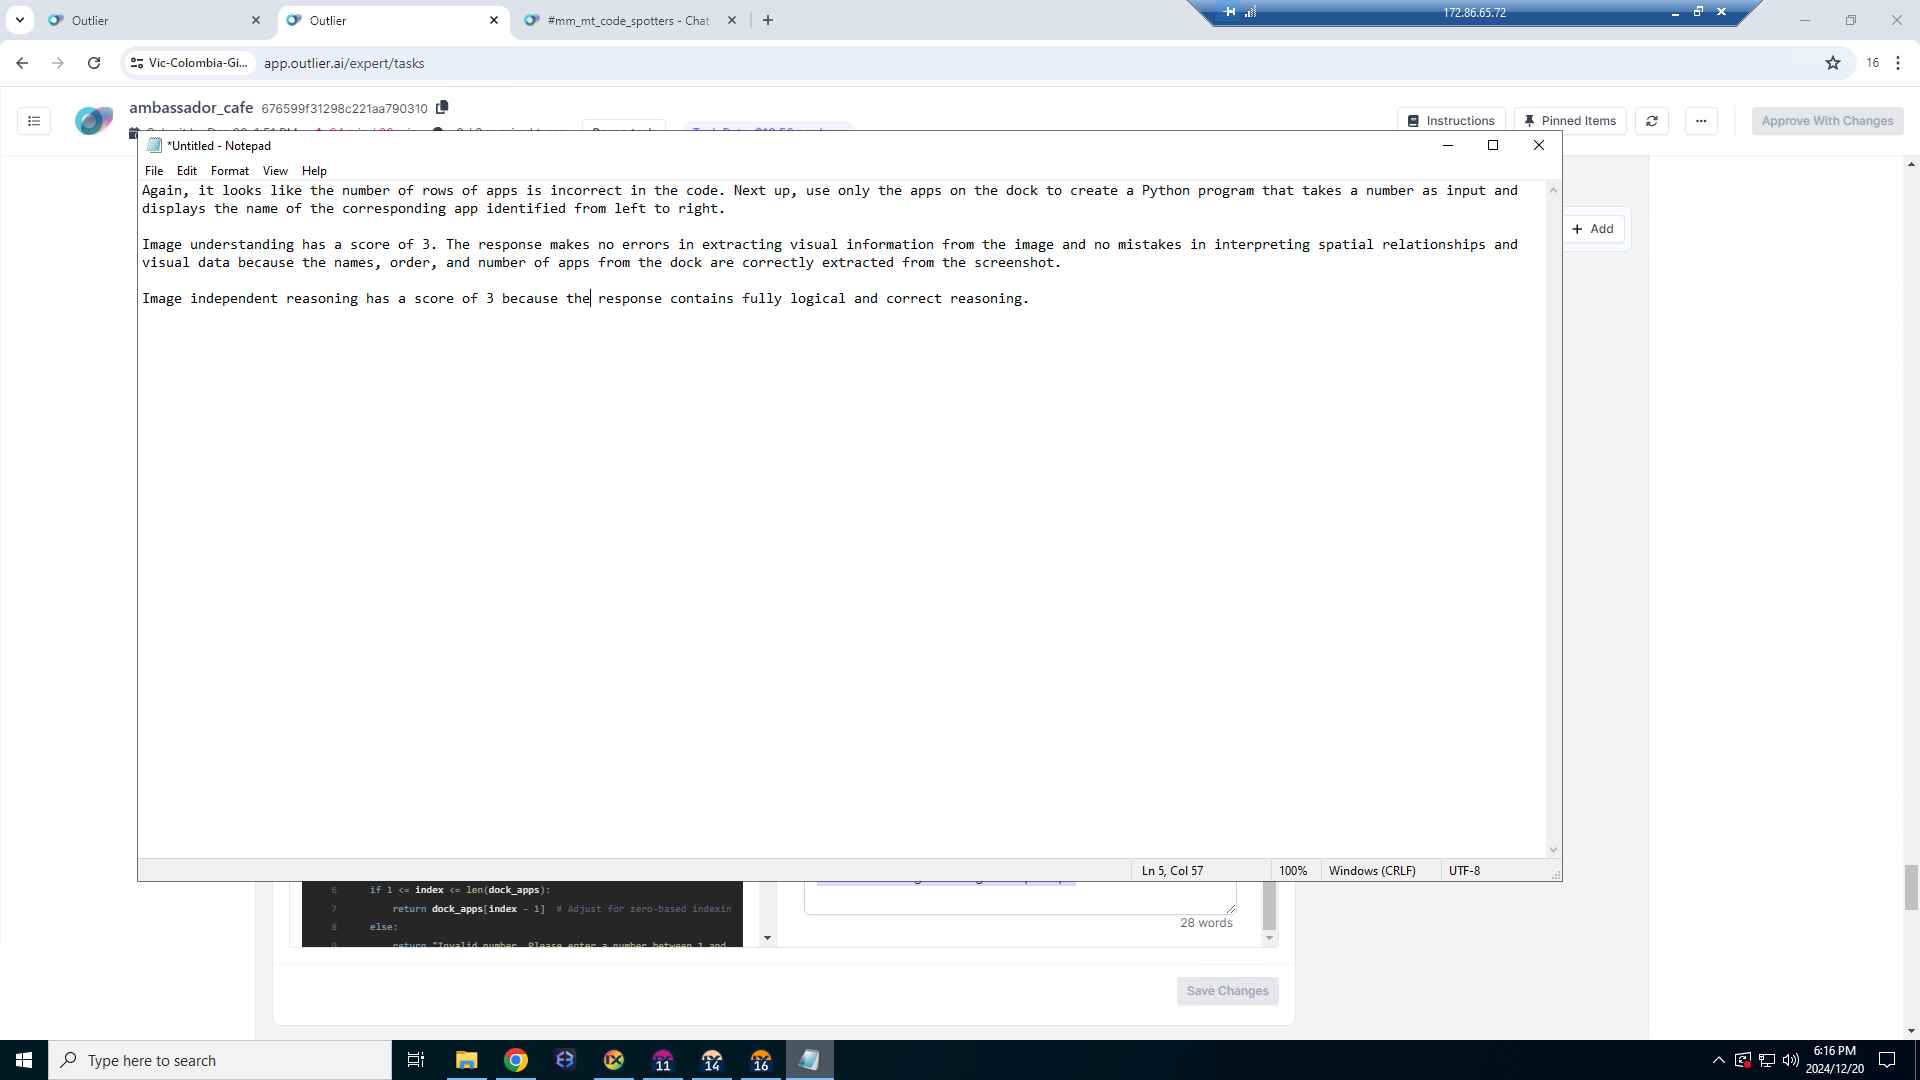 Outlier
Outlier
#mm_mt_code_spotters - Chat
172.86.65.72
Vic-Colombia-Gi...
app.outlier.ai/expert/tasks
16
ambassador_cafe 676599f31298c221aa790310
Instructions
Pinned Items
Approve With Changes
*Untitled - Notepad
File Edit Format View Help
Again, it looks like the number of rows of apps is incorrect in the code. Next up, use only the apps on the dock to create a Python program that takes a number as input and
displays the name of the corresponding app identified from left to right.
Image understanding has a score of 3. The response makes no errors in extracting visual information from the image and no mistakes in interpreting spatial relationships and
visual data because the names, order, and number of apps from the dock are correctly extracted from the screenshot.
Image independent reasoning has a score of 3 because the response contains fully logical and correct reasoning.
+ Add
Ln 5, Col 57
100%
Windows (CRLF)
UTF-8
6 if 1 <= index <= len(dock_apps):
7 return dock_apps[index - 1] # Adjust for zero-based indexin
8 else:
9 return "Invalid number. Please enter a number between 1 and
28 words
Save Changes
Type here to search
11
14
16
6:16 PM
2024/12/20